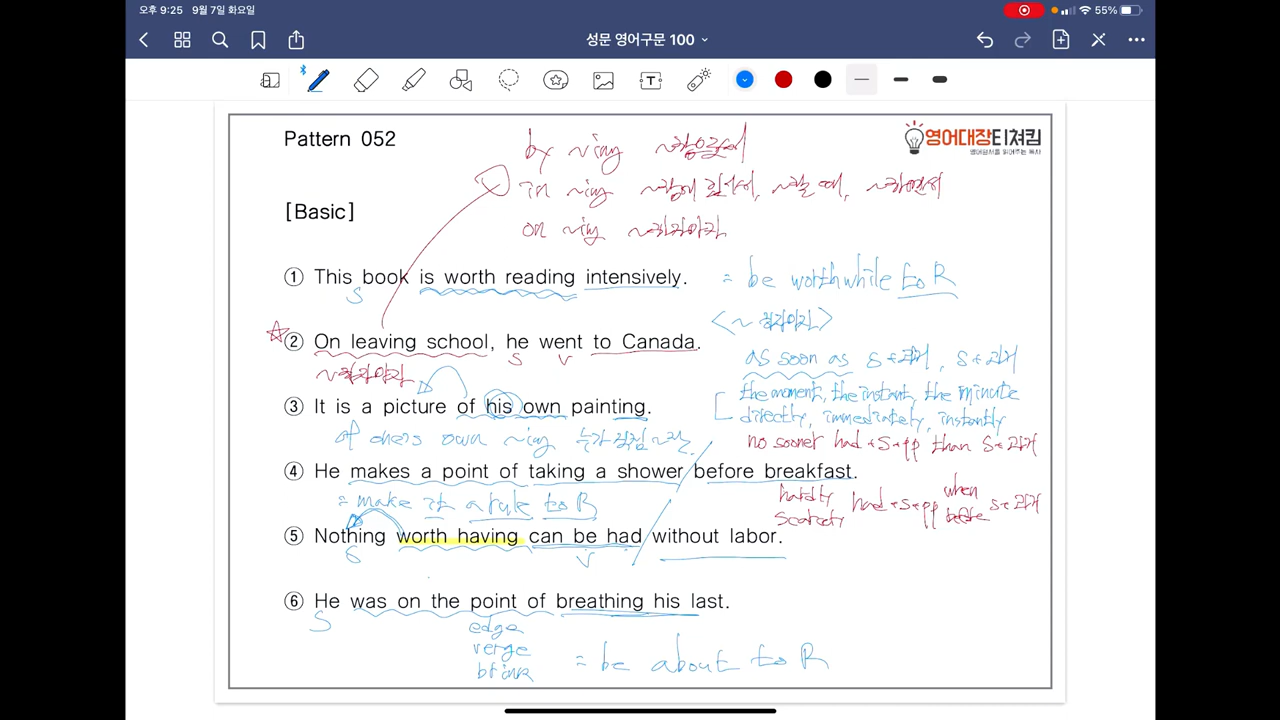 오후 9:25 9월 7일 화요일
55%
성문 영어구문 100
Pattern 052
영어대장티쳐킴
by ~ing ~함으로써
in ~ing ~함에 있어서, ~할 때, ~하면서
on ~ing ~하자마자
[Basic]
① This book is worth reading intensively. = be worthwhile to R
S
<~하자마자>
② On leaving school, he went to Canada.
S V
~하자마자
as soon as S+과거, S+과거
the moment, the instant, the minute
③ It is a picture of his own painting.
directly, immediately, instantly
of one's own ~ing 누가 직접 ~한
no sooner had+S+pp than S+과거
④ He makes a point of taking a shower before breakfast.
= make it a rule to R
hardly had+S+pp when S+과거
scarcely before
⑤ Nothing worth having can be had without labor.
S V
⑥ He was on the point of breathing his last.
S
edge
verge
brink
= be about to R